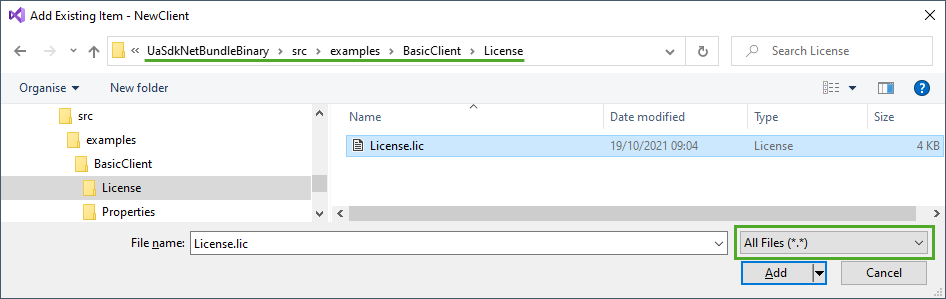 Add Existing Item - NewClient
« UaSdkNetBundleBinary > src > examples > BasicClient > License
Search License
Organise New folder
src
examples
BasicClient
License
Properties
Name Date modified Type Size
License.lic 19/10/2021 09:04 License 4 KB
File name: License.lic All Files (*.*)
Add Cancel